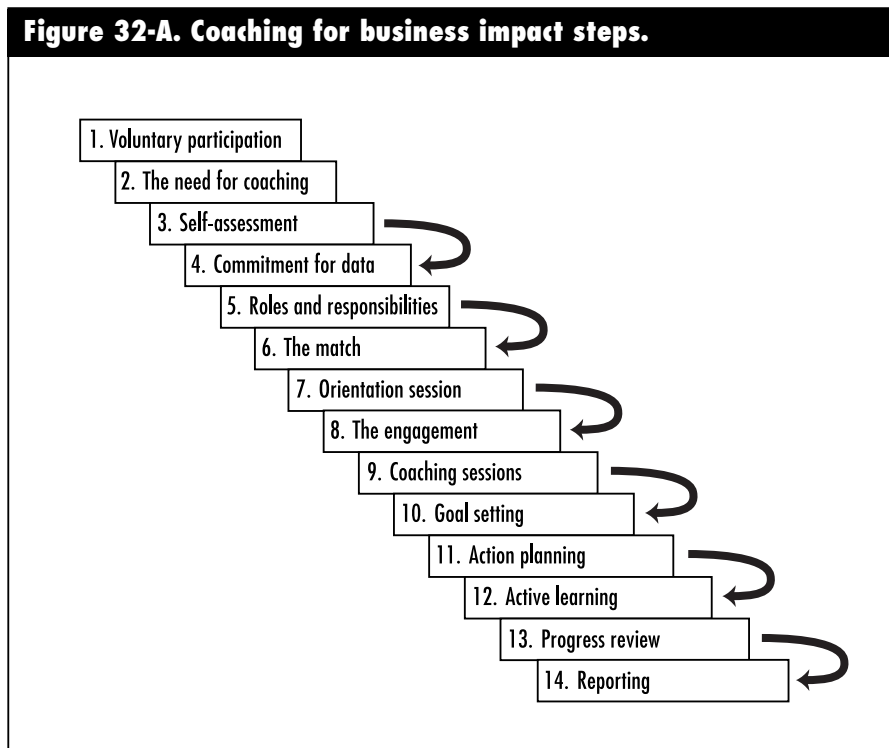 Figure 32-A. Coaching for business impact steps.
1. Voluntary participation
2. The need for coaching
3. Self-assessment
4. Commitment for data
5. Roles and responsibilities
6. The match
7. Orientation session
8. The engagement
9. Coaching sessions
10. Goal setting
11. Action planning
12. Active learning
13. Progress review
14. Reporting